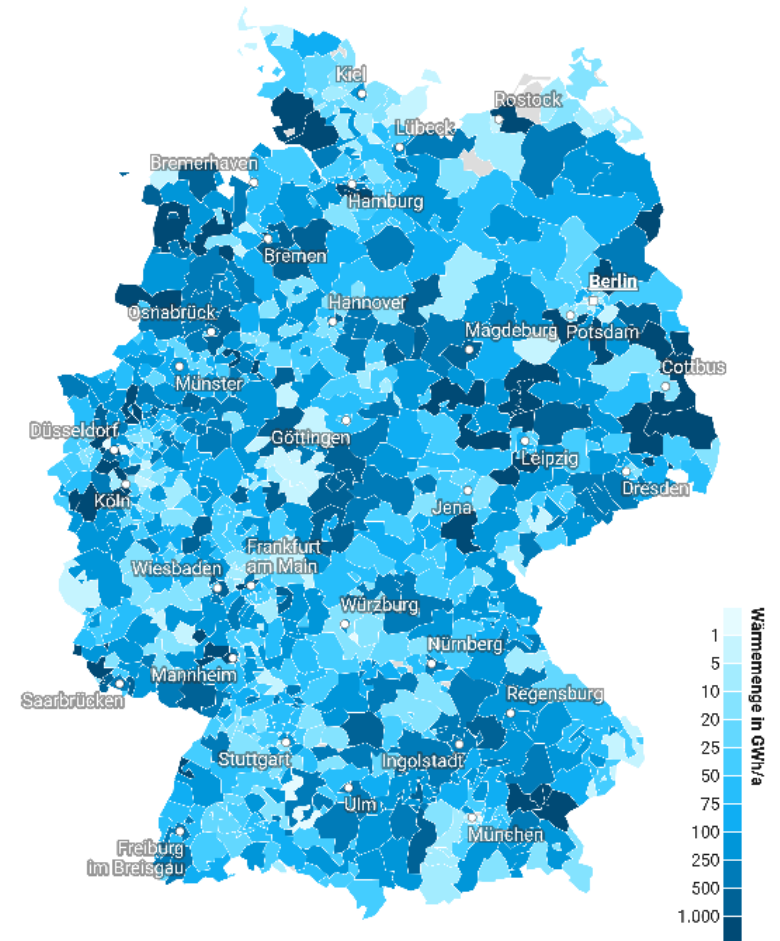 Kiel
Rostock
Lübeck
Bremerhaven
Hamburg
Bremen
Berlin
Hannover
Osnabrück
Magdeburg
Potsdam
Münster
Cottbus
Düsseldorf
Göttingen
Leipzig
Köln
Dresden
Jena
Frankfurt
am Main
Wiesbaden
Würzburg
Nürnberg
Mannheim
Saarbrücken
Regensburg
Stuttgart
Ingolstadt
Ulm
München
Freiburg
im Breisgau
Wärmemenge in GWh/a
1
5
10
20
25
50
75
100
250
500
1.000